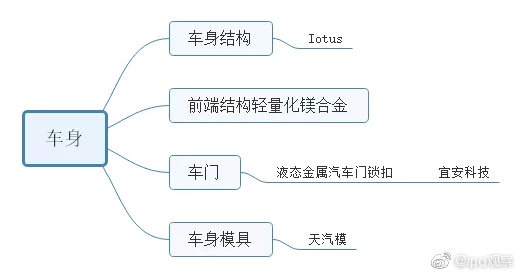 车身结构
Iotus
前端结构轻量化镁合金
车身
车门
液态金属汽车门锁扣
宜安科技
车身模具
天汽模
@ipo观察